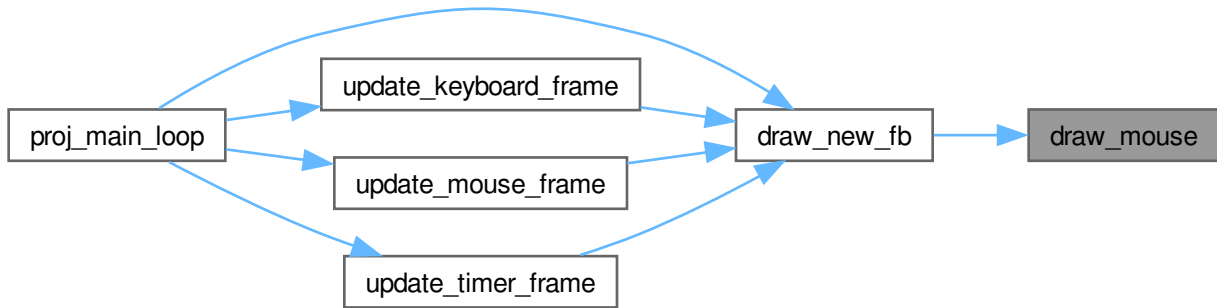 proj_main_loop
update_keyboard_frame
update_mouse_frame
update_timer_frame
draw_new_fb
draw_mouse